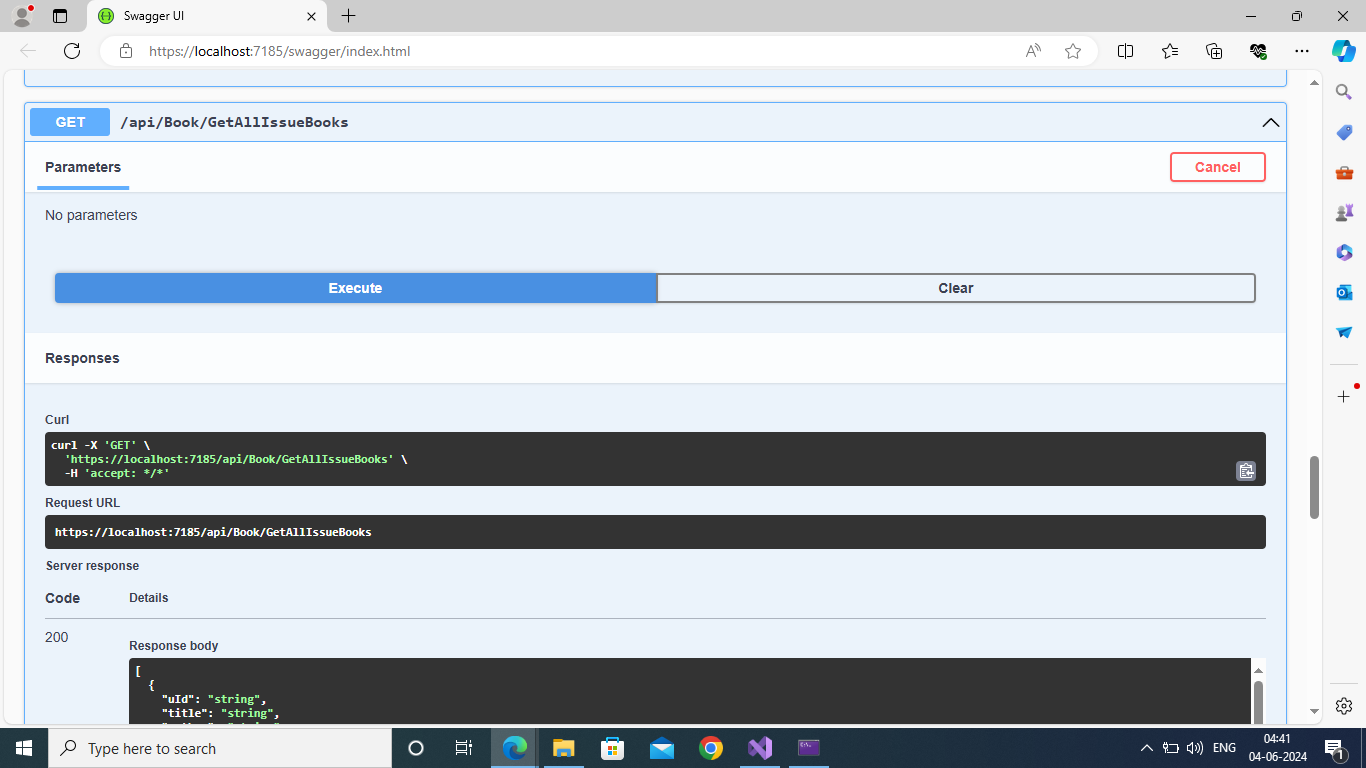 Swagger UI
https://localhost:7185/swagger/index.html
GET /api/Book/GetAllIssueBooks
Parameters
Cancel
No parameters
Execute
Clear
Responses
Curl
curl -X 'GET' \
'https://localhost:7185/api/Book/GetAllIssueBooks' \
-H 'accept: */*'
Request URL
https://localhost:7185/api/Book/GetAllIssueBooks
Server response
Code Details
200
Response body
[
{
"uId": "string",
"title": "string",
Type here to search
ENG
04:41
04-06-2024
1